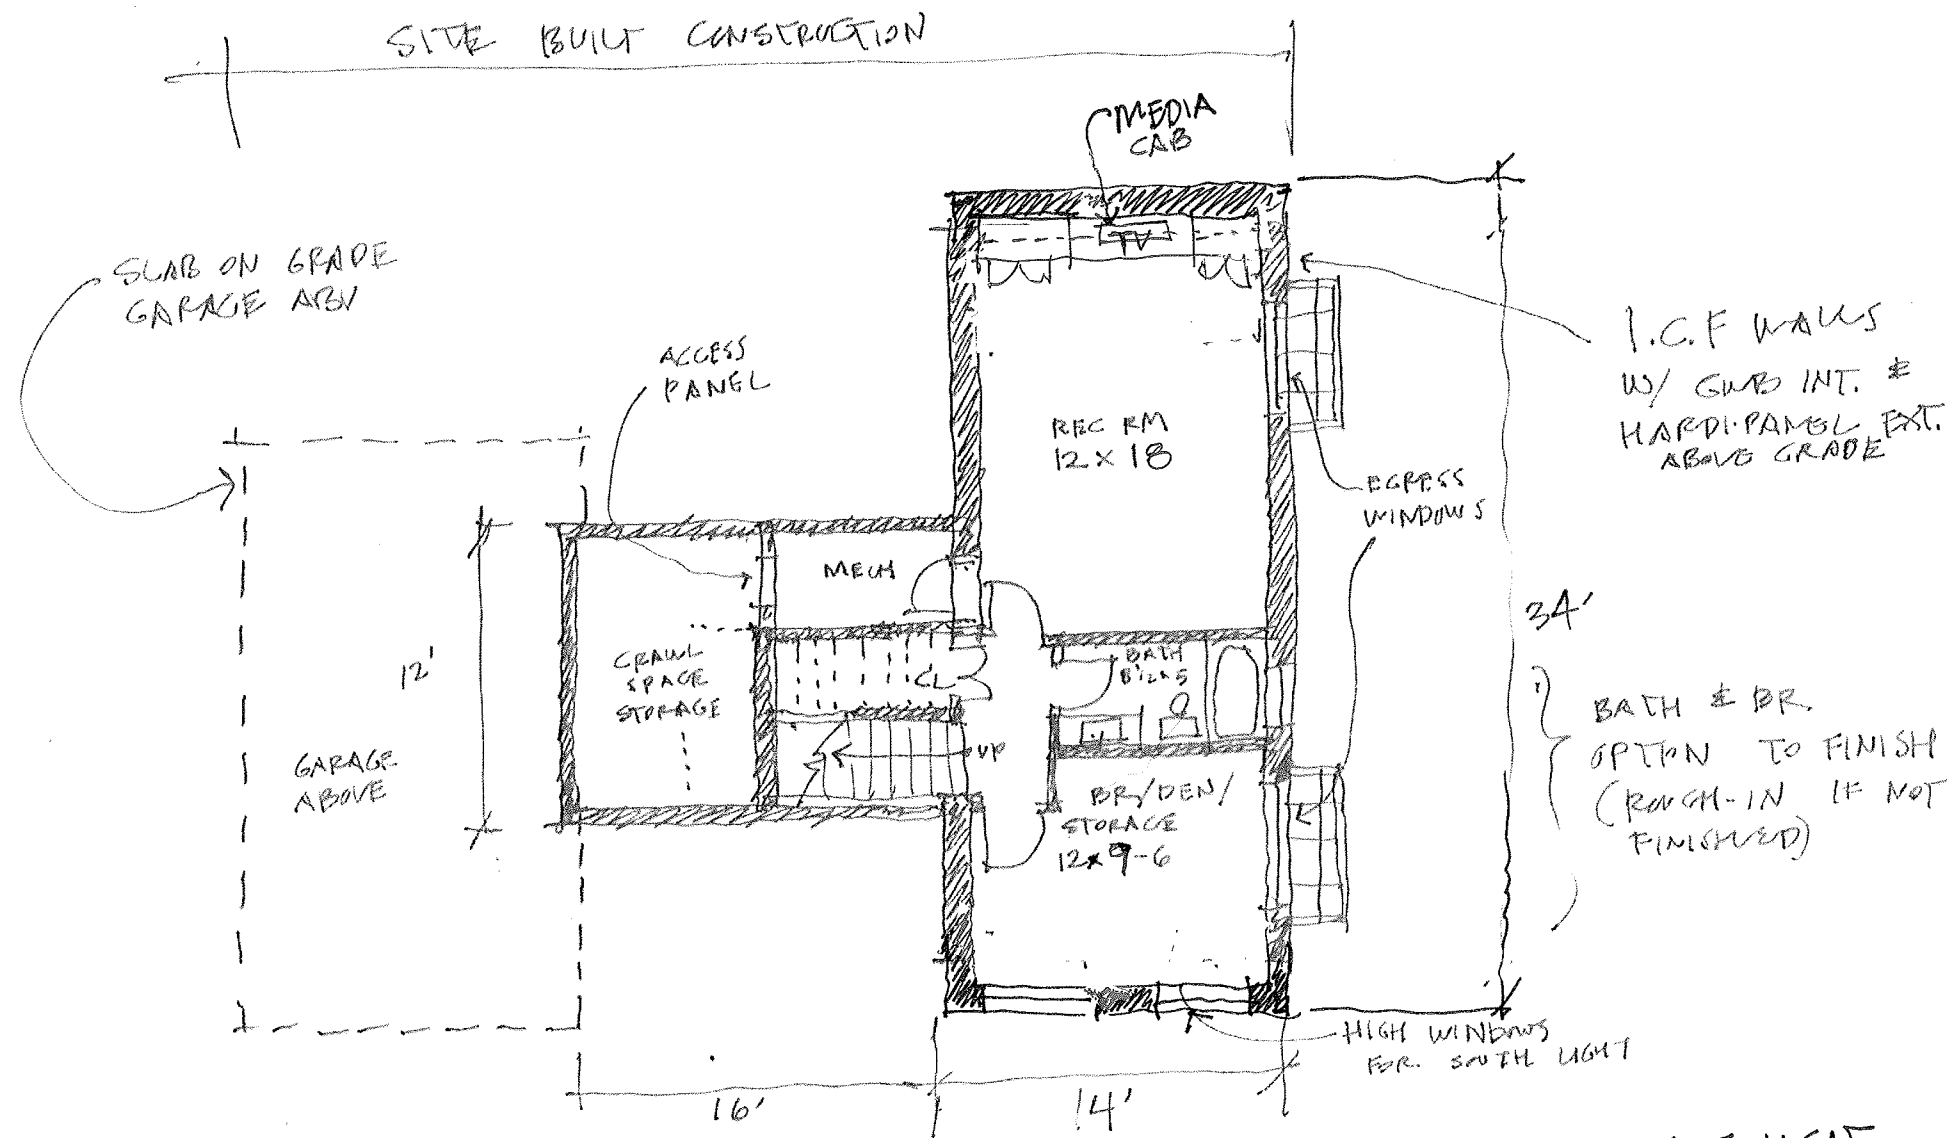 SITE BUILT CONSTRUCTION
MEDIA
CAB
TV
SLAB ON GRADE
GARAGE ABV
ACCESS
PANEL
I.C.F WALLS
W/ GWB INT. &
HARDI-PANEL EXT.
ABOVE GRADE
REC RM
12 x 18
EGRESS
WINDOWS
MECH
34'
12'
CRAWL
SPACE
STORAGE
CL
BATH
UP
GARAGE
ABOVE
BR/DEN/
STORAGE
12x9-6
BATH & BR.
OPTION TO FINISH
(ROUGH-IN IF NOT
FINISHED)
HIGH WINDOWS
FOR SOUTH LIGHT
16'
14'